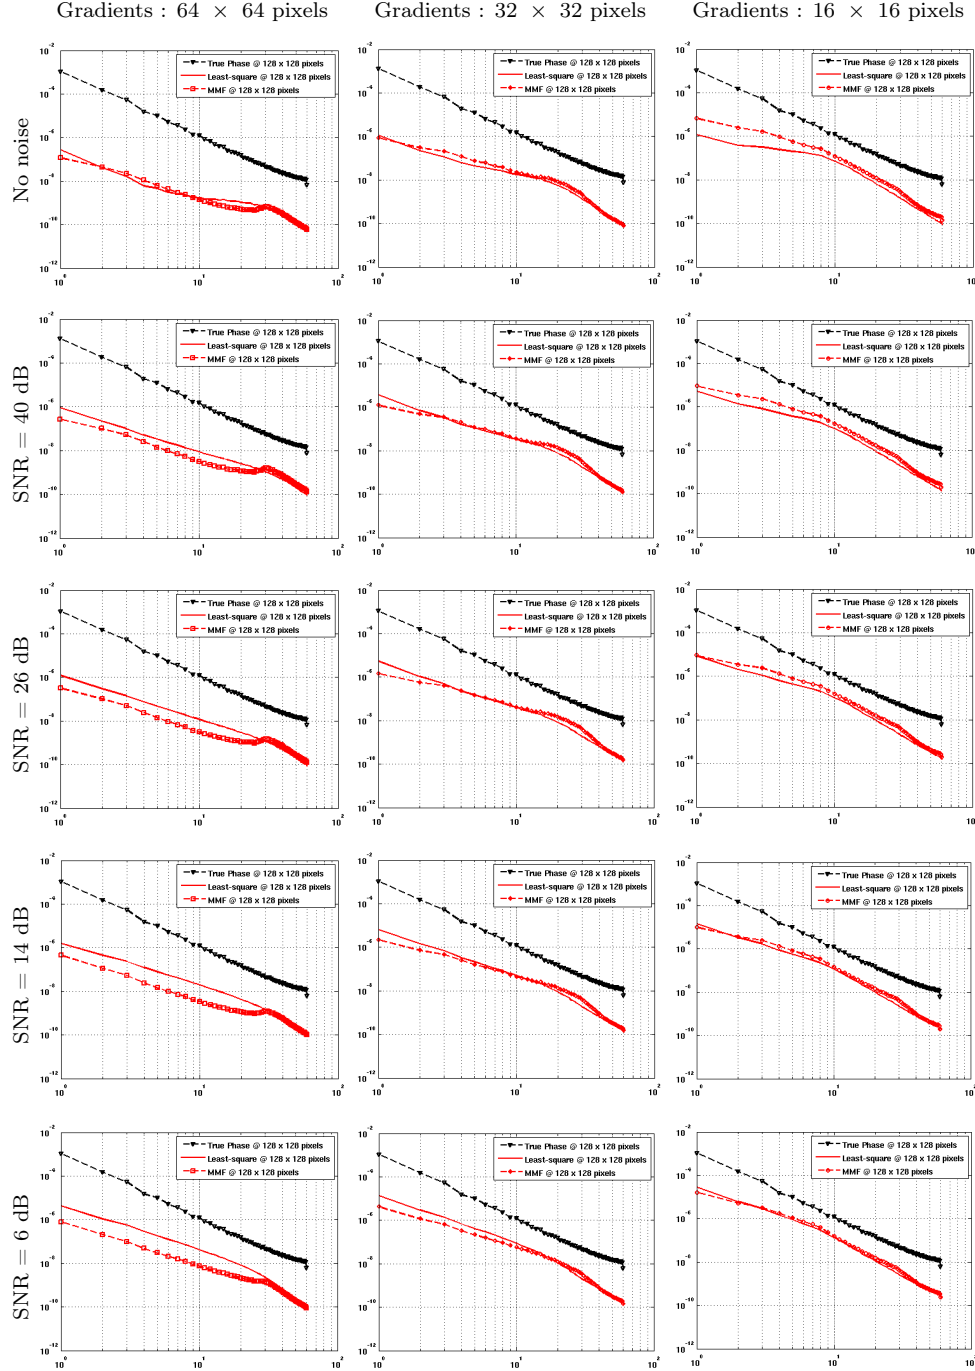 Gradients : 64 × 64 pixels
Gradients : 32 × 32 pixels
Gradients : 16 × 16 pixels
No noise
True Phase @ 128 x 128 pixels
Least-square @ 128 x 128 pixels
MMF @ 128 x 128 pixels
True Phase @ 128 x 128 pixels
Least-square @ 128 x 128 pixels
MMF @ 128 x 128 pixels
True Phase @ 128 x 128 pixels
Least-square @ 128 x 128 pixels
MMF @ 128 x 128 pixels
SNR = 40 dB
True Phase @ 128 x 128 pixels
Least-square @ 128 x 128 pixels
MMF @ 128 x 128 pixels
True Phase @ 128 x 128 pixels
Least-square @ 128 x 128 pixels
MMF @ 128 x 128 pixels
True Phase @ 128 x 128 pixels
Least-square @ 128 x 128 pixels
MMF @ 128 x 128 pixels
SNR = 26 dB
True Phase @ 128 x 128 pixels
Least-square @ 128 x 128 pixels
MMF @ 128 x 128 pixels
True Phase @ 128 x 128 pixels
Least-square @ 128 x 128 pixels
MMF @ 128 x 128 pixels
True Phase @ 128 x 128 pixels
Least-square @ 128 x 128 pixels
MMF @ 128 x 128 pixels
SNR = 14 dB
True Phase @ 128 x 128 pixels
Least-square @ 128 x 128 pixels
MMF @ 128 x 128 pixels
True Phase @ 128 x 128 pixels
Least-square @ 128 x 128 pixels
MMF @ 128 x 128 pixels
True Phase @ 128 x 128 pixels
Least-square @ 128 x 128 pixels
MMF @ 128 x 128 pixels
SNR = 6 dB
True Phase @ 128 x 128 pixels
Least-square @ 128 x 128 pixels
MMF @ 128 x 128 pixels
True Phase @ 128 x 128 pixels
Least-square @ 128 x 128 pixels
MMF @ 128 x 128 pixels
True Phase @ 128 x 128 pixels
Least-square @ 128 x 128 pixels
MMF @ 128 x 128 pixels